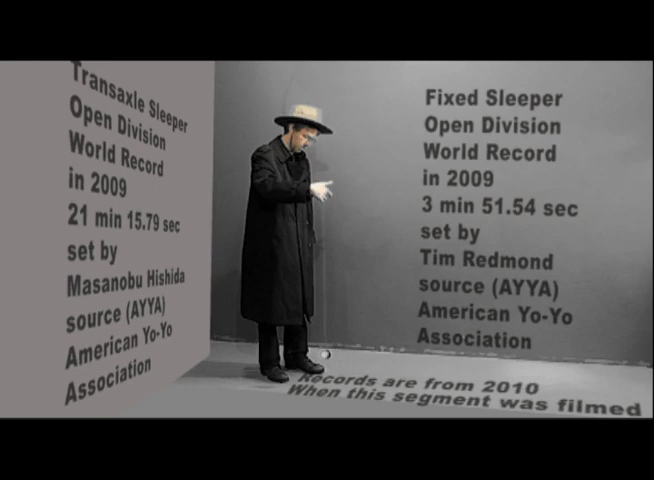 Transaxle Sleeper
Open Division
World Record
in 2009
21 min 15.79 sec
set by
Masanobu Hishida
source (AYYA)
American Yo-Yo
Association
Fixed Sleeper
Open Division
World Record
in 2009
3 min 51.54 sec
set by
Tim Redmond
source (AYYA)
American Yo-Yo
Association
Records are from 2010
When this segment was filmed